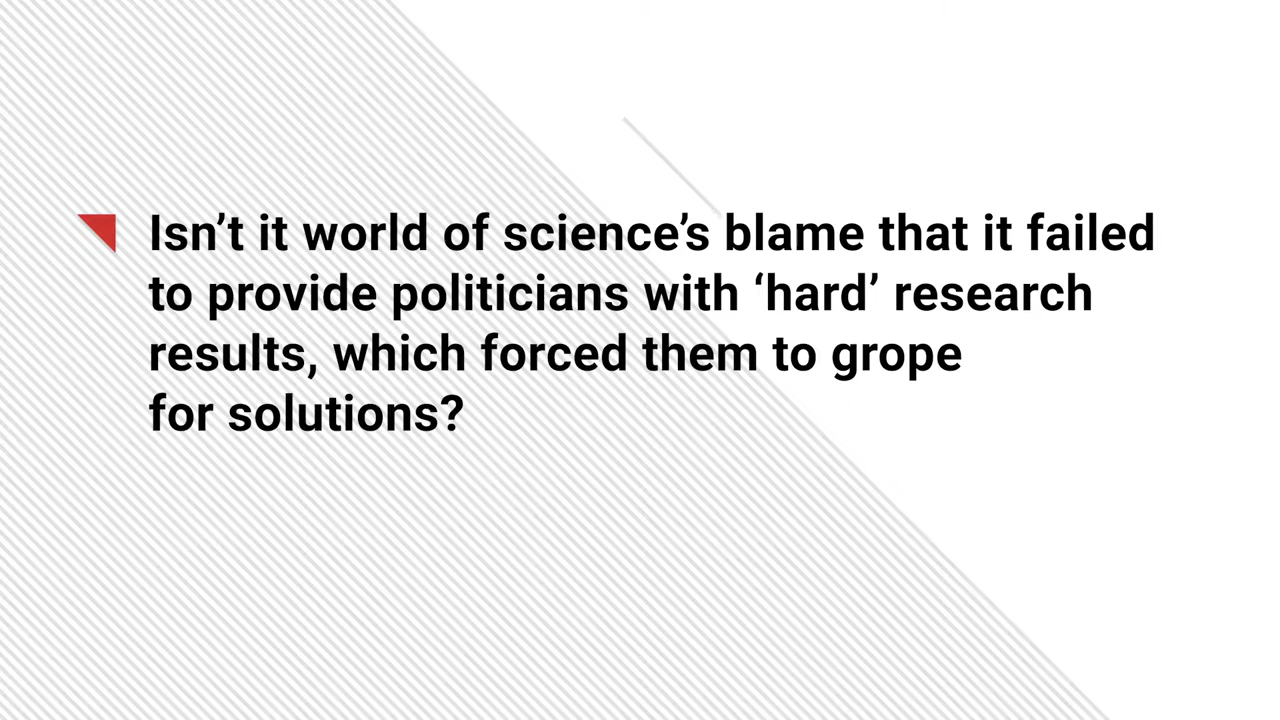 Isn’t it world of science’s blame that it failed
to provide politicians with ‘hard’ research
results, which forced them to grope
for solutions?